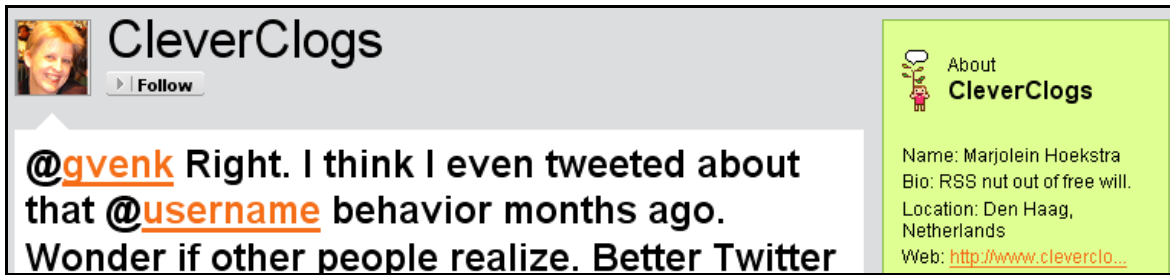 CleverClogs
Follow
@gvenk Right. I think I even tweeted about
that @username behavior months ago.
Wonder if other people realize. Better Twitter
About
CleverClogs
Name: Marjolein Hoekstra
Bio: RSS nut out of free will.
Location: Den Haag,
Netherlands
Web: http://www.cleverclo...